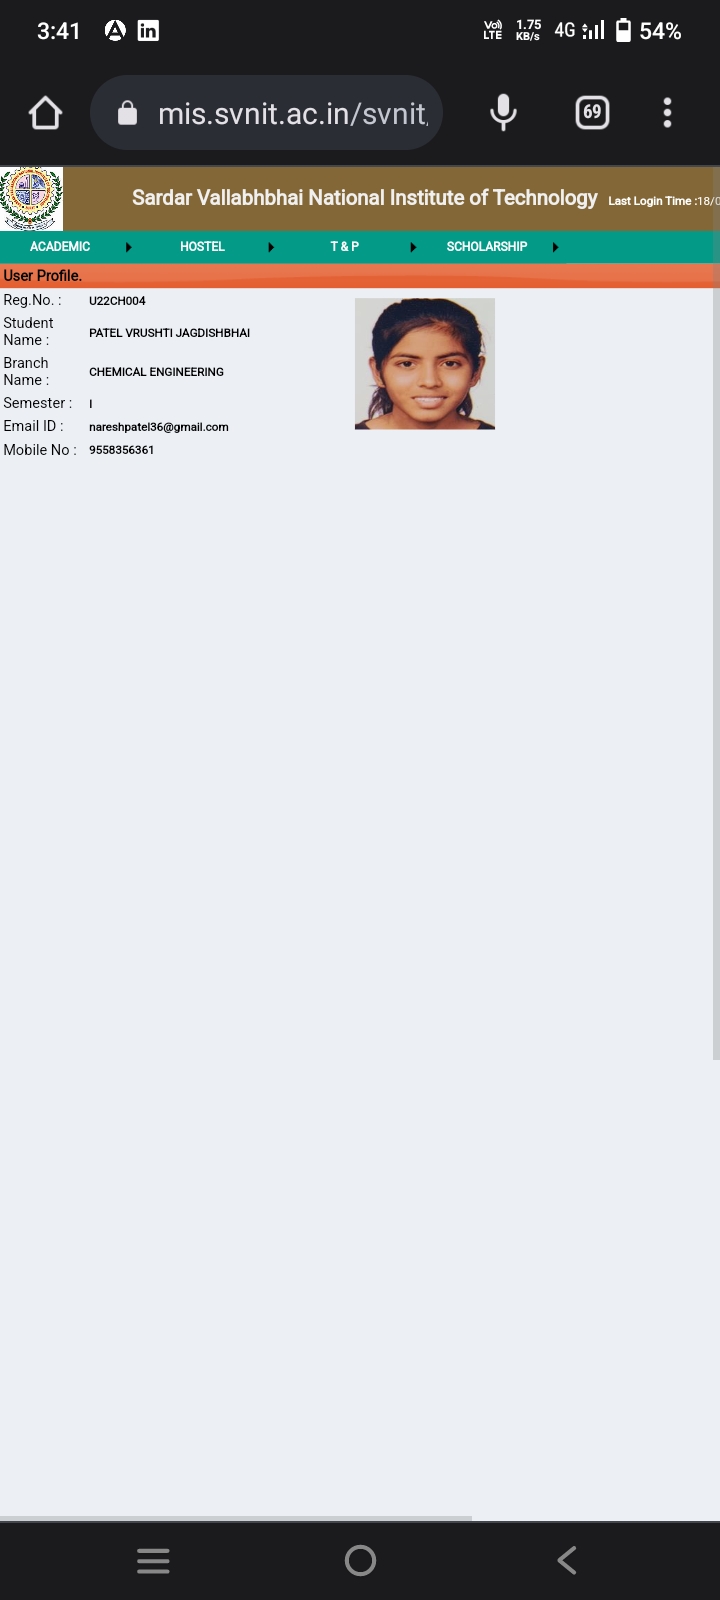 3:41 Vo) LTE 1.75 KB/s 4G 54%
mis.svnit.ac.in/svnit, 69
Sardar Vallabhbhai National Institute of Technology Last Login Time :18/0
ACADEMIC HOSTEL T & P SCHOLARSHIP
User Profile.
Reg.No. : U22CH004
Student Name : PATEL VRUSHTI JAGDISHBHAI
Branch Name : CHEMICAL ENGINEERING
Semester : I
Email ID : nareshpatel36@gmail.com
Mobile No : 9558356361